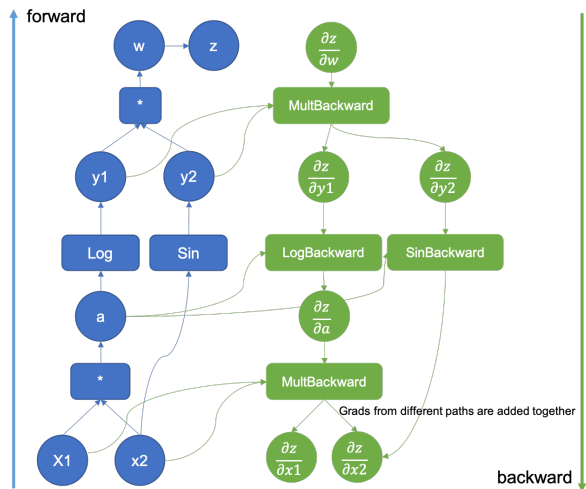 forward
w
z
∂z
∂w
*
MultBackward
y1
y2
∂z
∂y1
∂z
∂y2
Log
Sin
LogBackward
SinBackward
a
∂z
∂a
*
MultBackward
Grads from different paths are added together
X1
x2
∂z
∂x1
∂z
∂x2
backward